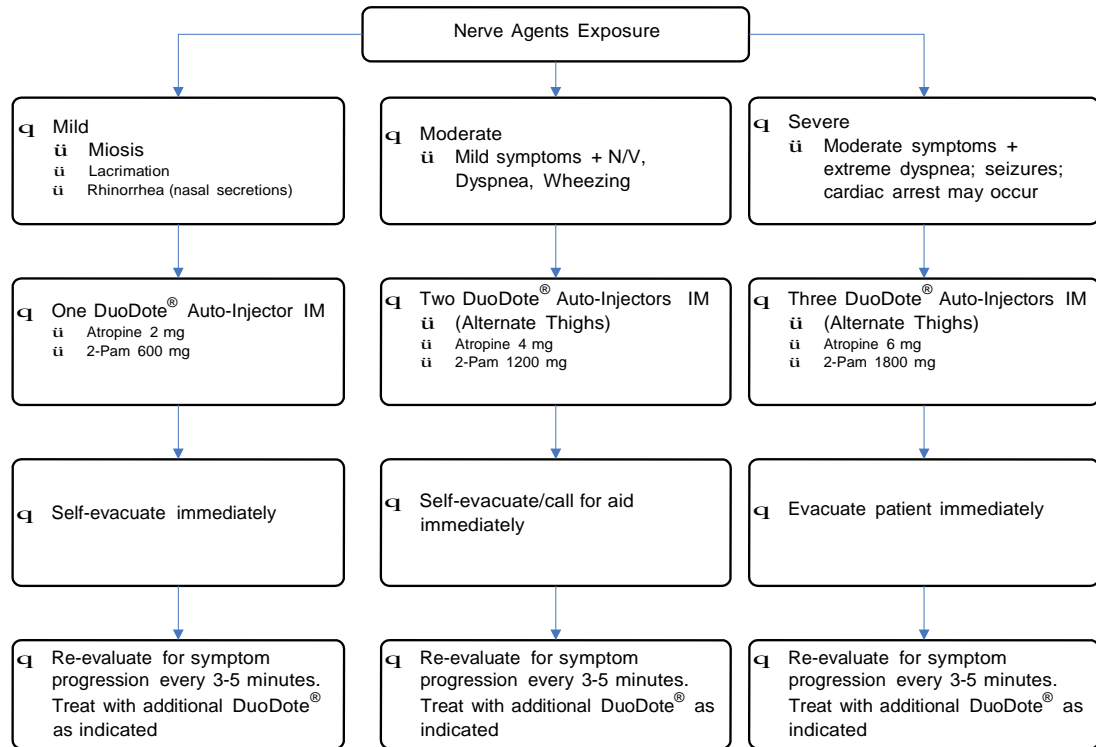 Nerve Agents Exposure
q Mild
ü Miosis
ü Lacrimation
ü Rhinorrhea (nasal secretions)
q Moderate
ü Mild symptoms + N/V,
Dyspnea, Wheezing
q Severe
ü Moderate symptoms +
extreme dyspnea; seizures;
cardiac arrest may occur
q One DuoDote® Auto-Injector IM
ü Atropine 2 mg
ü 2-Pam 600 mg
q Two DuoDote® Auto-Injectors IM
ü (Alternate Thighs)
ü Atropine 4 mg
ü 2-Pam 1200 mg
q Three DuoDote® Auto-Injectors IM
ü (Alternate Thighs)
ü Atropine 6 mg
ü 2-Pam 1800 mg
q Self-evacuate immediately
q Self-evacuate/call for aid
immediately
q Evacuate patient immediately
q Re-evaluate for symptom
progression every 3-5 minutes.
Treat with additional DuoDote®
as indicated
q Re-evaluate for symptom
progression every 3-5 minutes.
Treat with additional DuoDote® as
indicated
q Re-evaluate for symptom
progression every 3-5 minutes.
Treat with additional DuoDote® as
indicated